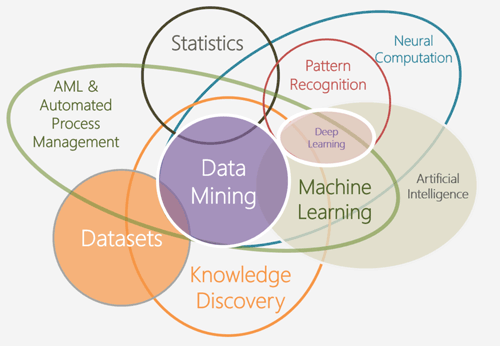 Statistics
Neural
Computation
Pattern
Recognition
AML &
Automated
Process
Management
Deep
Learning
Data
Mining
Machine
Learning
Artificial
Intelligence
Datasets
Knowledge
Discovery